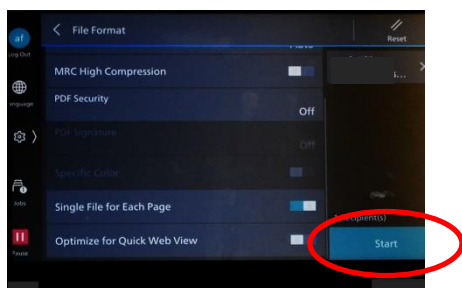 af
Log Out
File Format
Reset
MRC High Compression
PDF Security
Off
PDF Signature
Off
Specific Color
Single File for Each Page
Jobs
recipient(s)
Optimize for Quick Web View
Start
Pause